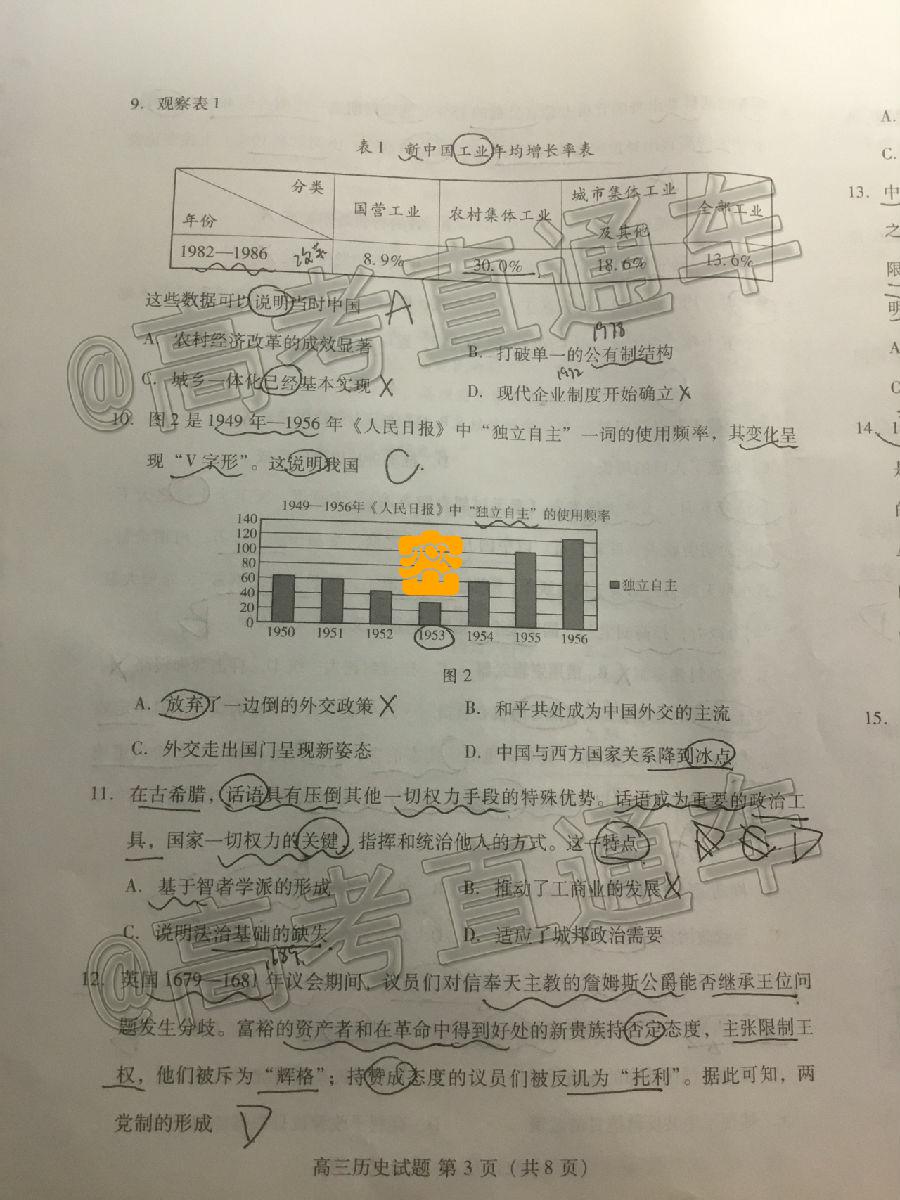 9. 观察表1
表1 新中国工业年均增长率表
分类
年份
国营工业
农村集体工业
城市集体工业
及其他
全部工业
1982—1986
改革
8.9%
30.0%
18.6%
13.6%
这些数据可以说明当时中国 A
A. 农村经济改革的成效显著
1978
B. 打破单一的公有制结构
C. 城乡一体化已经基本实现 X
1992
D. 现代企业制度开始确立 X
10. 图2是1949年—1956年《人民日报》中“独立自主”一词的使用频率，其变化呈
现“V字形”。这说明我国 C
1949—1956年《人民日报》中“独立自主”的使用频率
140
120
100
80
60
40
20
0
1950 1951 1952 1953 1954 1955 1956
独立自主
图2
A. 放弃了一边倒的外交政策 X
B. 和平共处成为中国外交的主流
C. 外交走出国门呈现新姿态
D. 中国与西方国家关系降到冰点
11. 在古希腊，话语具有压倒其他一切权力手段的特殊优势。话语成为重要的政治工
具，国家一切权力的关键，指挥和统治他人的方式。这一特点 D
A. 基于智者学派的形成
B. 推动了工商业的发展 X
C. 说明法治基础的缺失
D. 适应了城邦政治需要
1689
12. 英国1679—1681年议会期间，议员们对信奉天主教的詹姆斯公爵能否继承王位问
题发生分歧。富裕的资产者和在革命中得到好处的新贵族持否定态度，主张限制王
权，他们被斥为“辉格”；持赞成态度的议员们被反讥为“托利”。据此可知，两
党制的形成 D
高三历史试题 第3页（共8页）
@高考直通车
@高考直通车
A.
C.
13. 中
之
限
明
A
C
14. 1
是
的
15.